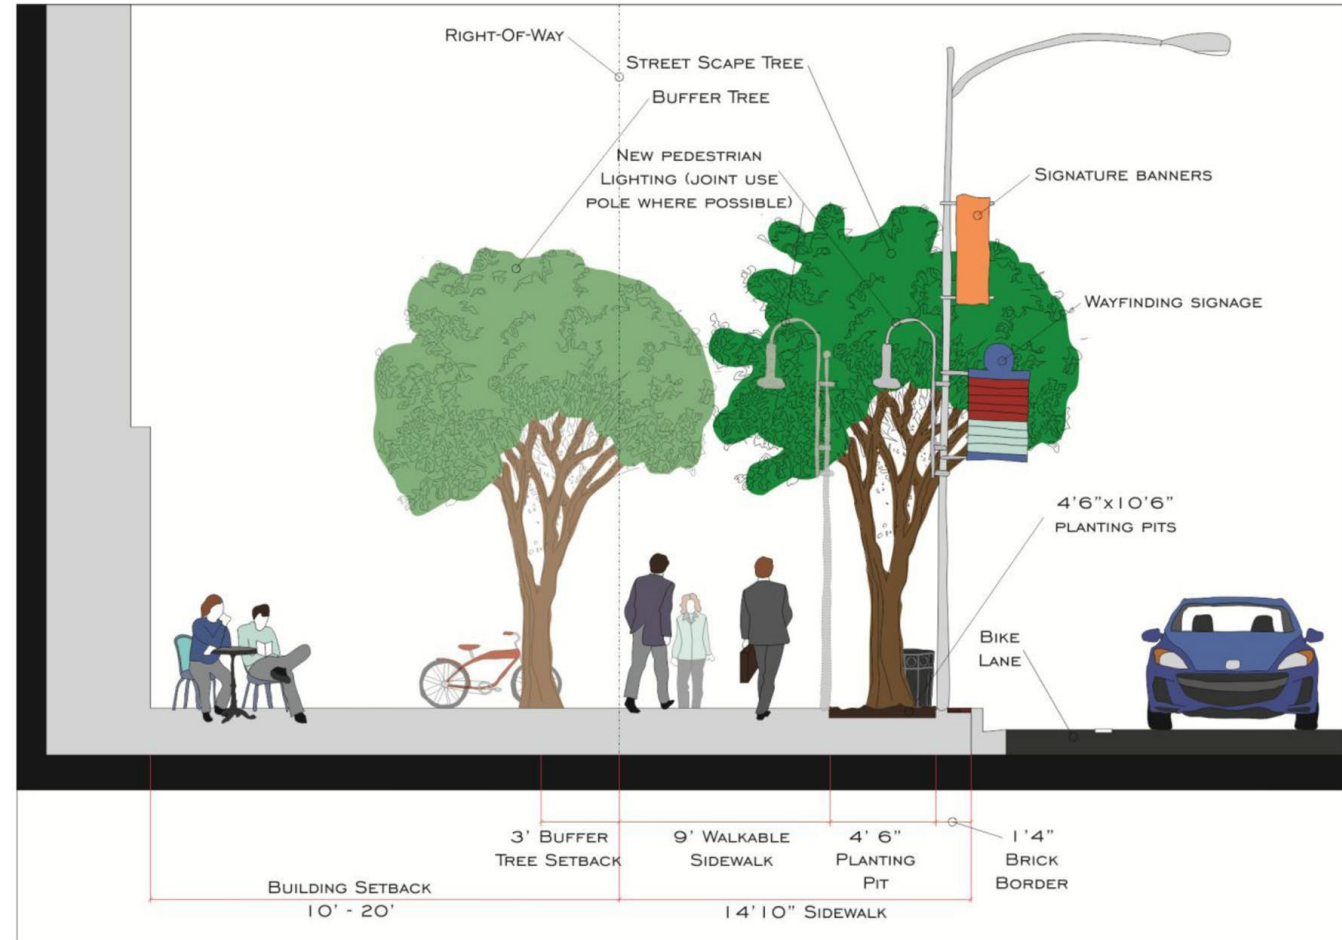 Right-Of-Way
Street Scape Tree
Buffer Tree
New pedestrian
Lighting (joint use
pole where possible)
Signature banners
Wayfinding signage
4'6"x10'6"
planting pits
Bike
Lane
3' Buffer
Tree Setback
9' Walkable
Sidewalk
4' 6"
Planting
Pit
1'4"
Brick
Border
Building Setback
10' - 20'
14'10" Sidewalk